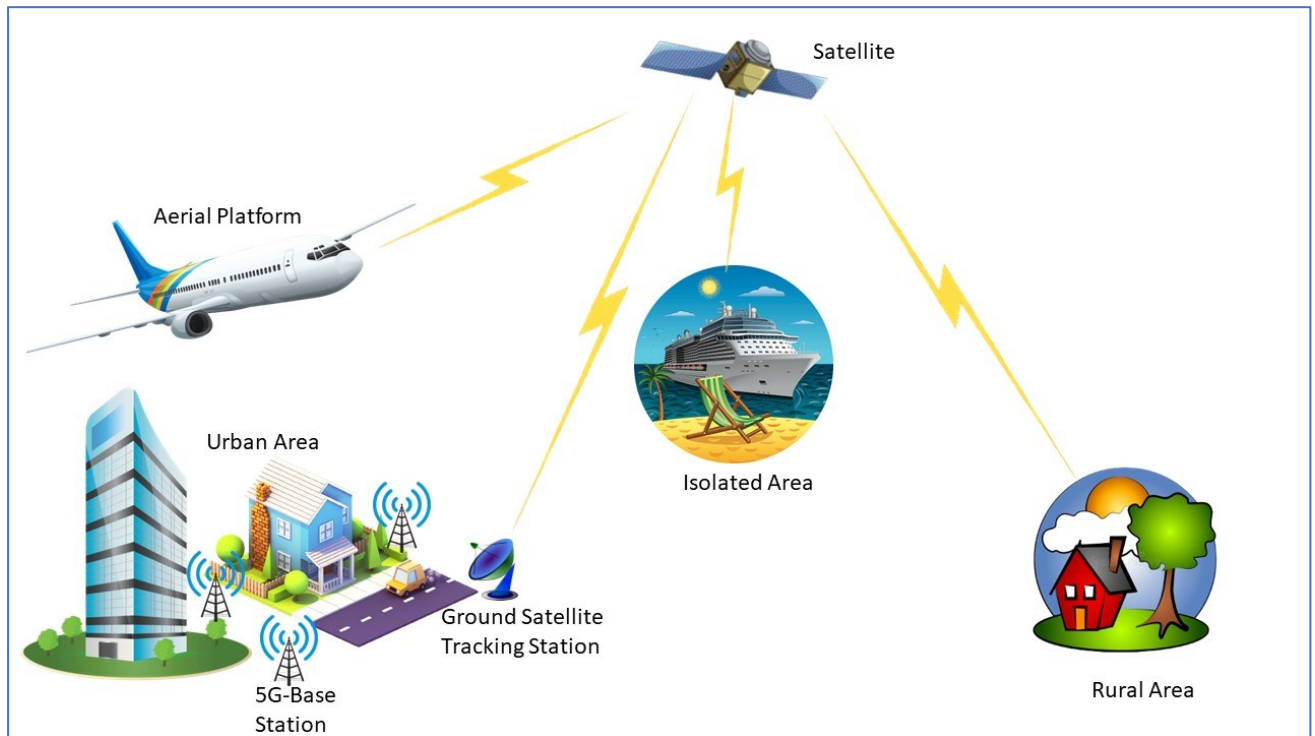 Satellite
Aerial Platform
Urban Area
Isolated Area
Ground Satellite
Tracking Station
5G-Base
Station
Rural Area